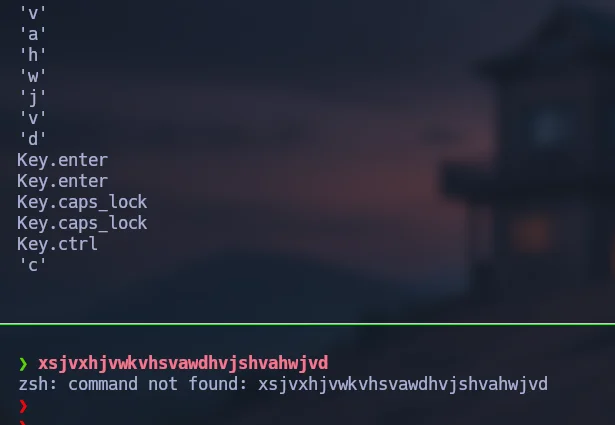 'v'
'a'
'h'
'w'
'j'
'v'
'd'
Key.enter
Key.enter
Key.caps_lock
Key.caps_lock
Key.ctrl
'c'
❯ xsjvxhjvwkvhsvawdhvjshvahwjvd
zsh: command not found: xsjvxhjvwkvhsvawdhvjshvahwjvd
❯
❯